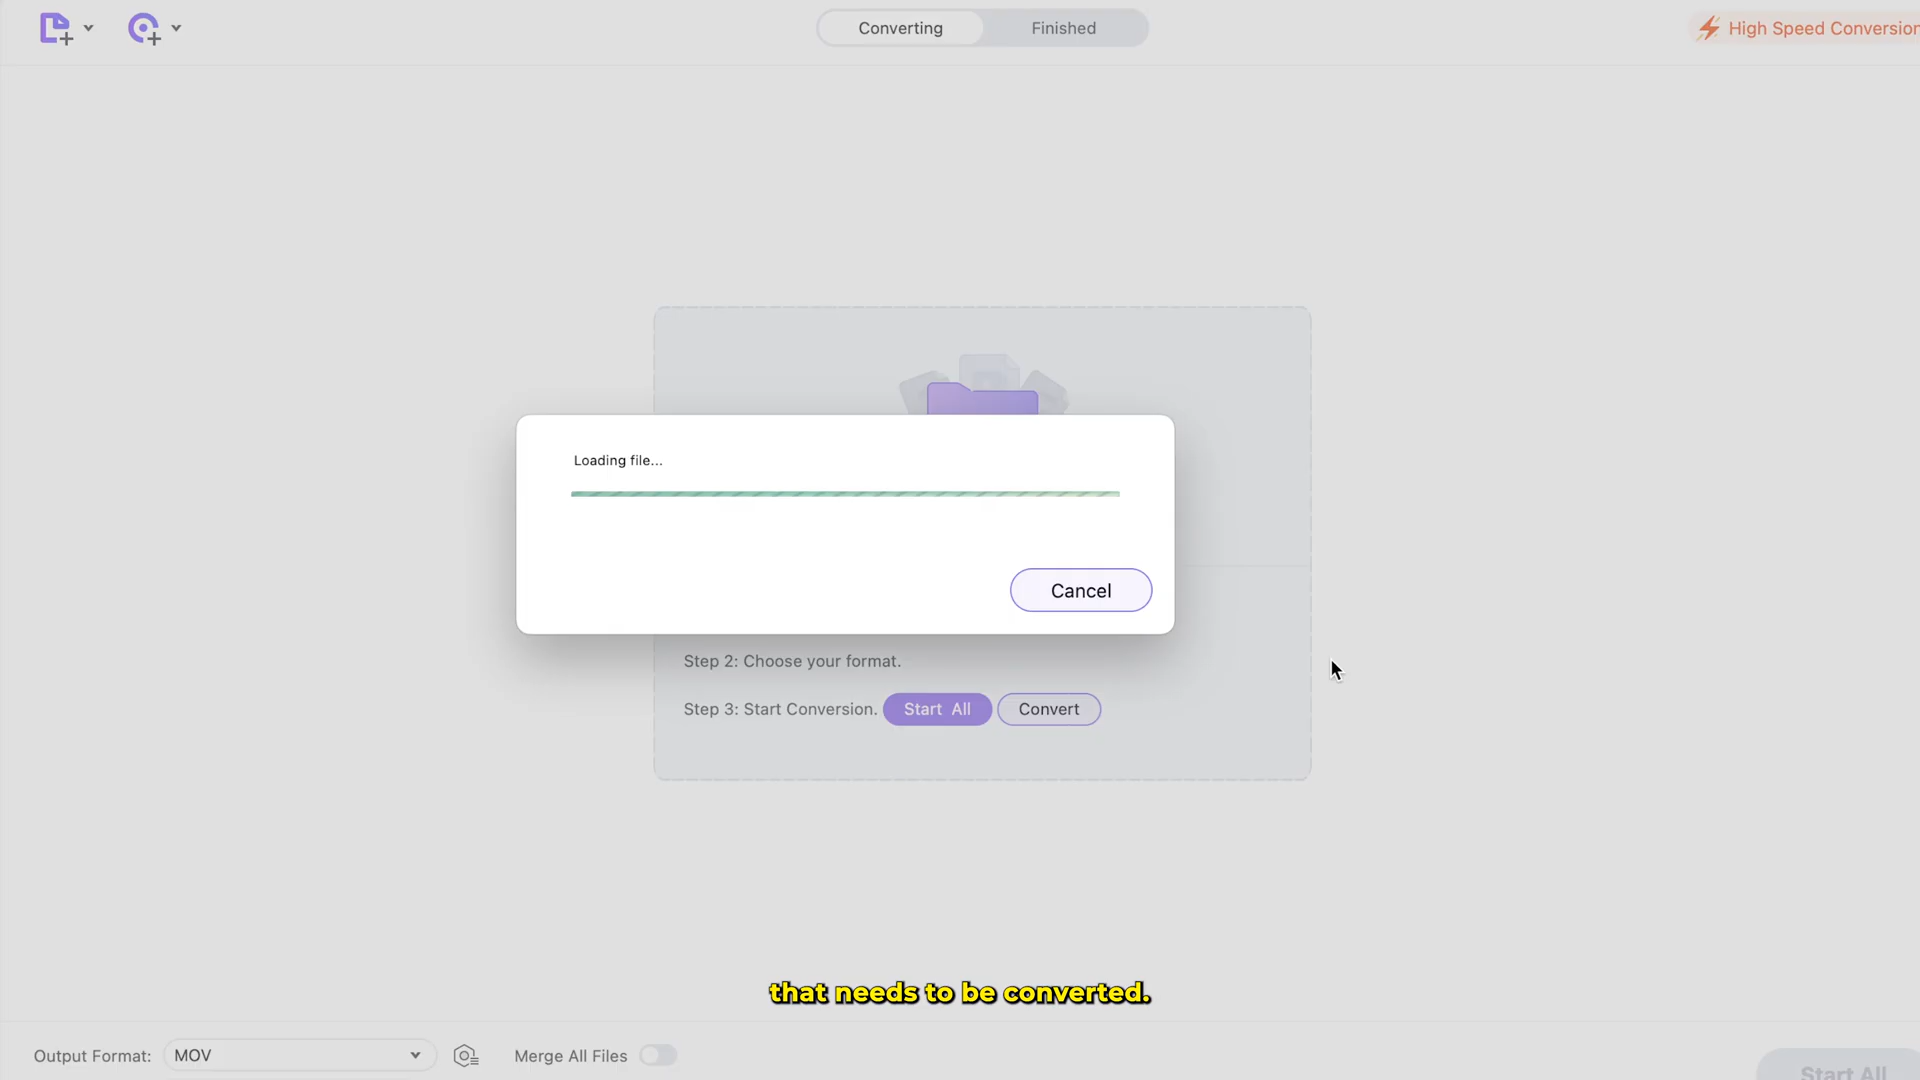 Converting
Finished
High Speed Conversion
Loading file...
Cancel
Step 2: Choose your format.
Step 3: Start Conversion. Start All Convert
that needs to be converted.
Output Format: MOV
Merge All Files
Start All